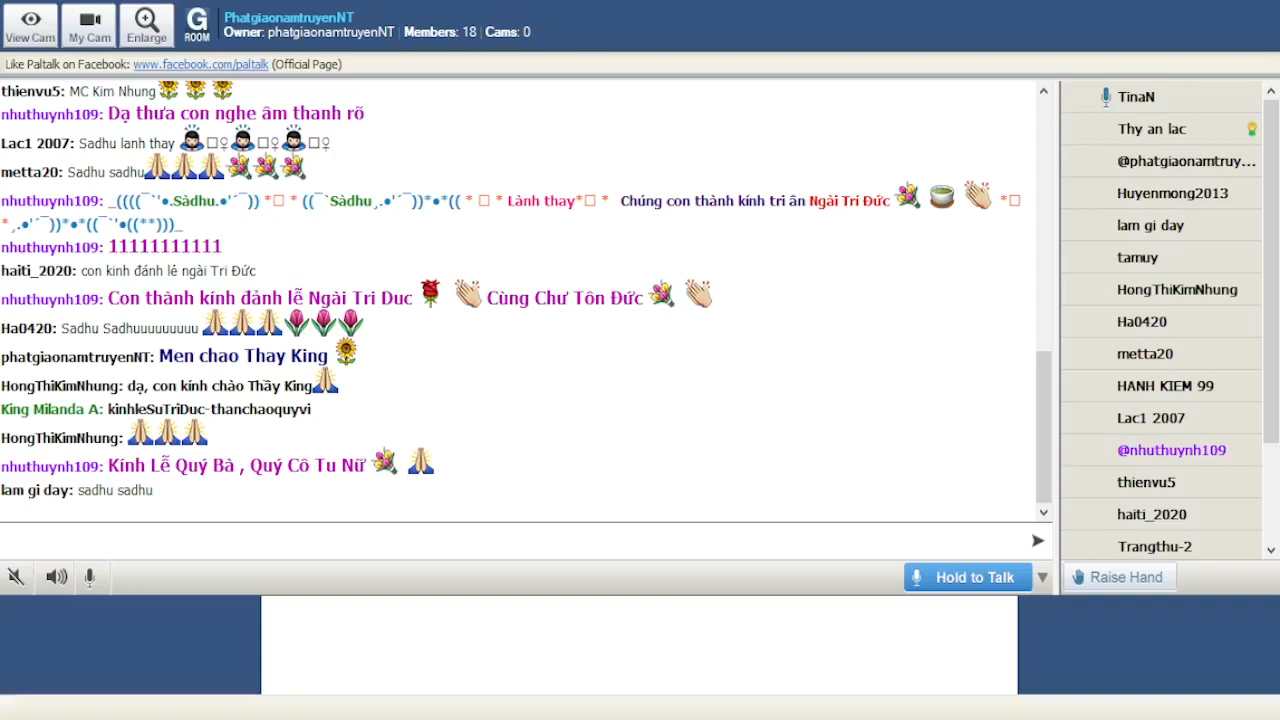 View Cam
My Cam
Enlarge
G
ROOM
PhatgiaonamtruyenNT
Owner: phatgiaonamtruyenNT | Members: 18 | Cams: 0
Like Paltalk on Facebook: www.facebook.com/paltalk (Official Page)
thienvu5: MC Kim Nhung
nhuthuynh109: Dạ thưa con nghe âm thanh rõ
Lac1 2007: Sadhu lanh thay □♀ □♀ □♀
metta20: Sadhu sadhu
nhuthuynh109: _((((¯`'●.Sàdhu.●'´¯)) *□ * ((¯`Sàdhu¸.●'´¯))*●*(( * □ * Lành thay*□ * Chúng con thành kính tri ân Ngài Trí Đức *□
*¸.●'´¯))*●*((¯`'●((**)))_
nhuthuynh109: 11111111111
haiti_2020: con kinh đánh lẻ ngài Tri Đức
nhuthuynh109: Con thành kính đảnh lễ Ngài Tri Duc Cùng Chư Tôn Đức
Ha0420: Sadhu Sadhuuuuuuuuu
phatgiaonamtruyenNT: Men chao Thay King
HongThiKimNhung: dạ, con kính chào Thầy King
King Milanda A: kinhleSuTriDuc-thanchaoquyvi
HongThiKimNhung:
nhuthuynh109: Kính Lễ Quý Bà , Quý Cô Tu Nữ
lam gi day: sadhu sadhu
Hold to Talk
TinaN
Thy an lac
@phatgiaonamtruy...
Huyenmong2013
lam gi day
tamuy
HongThiKimNhung
Ha0420
metta20
HANH KIEM 99
Lac1 2007
@nhuthuynh109
thienvu5
haiti_2020
Trangthu-2
Raise Hand